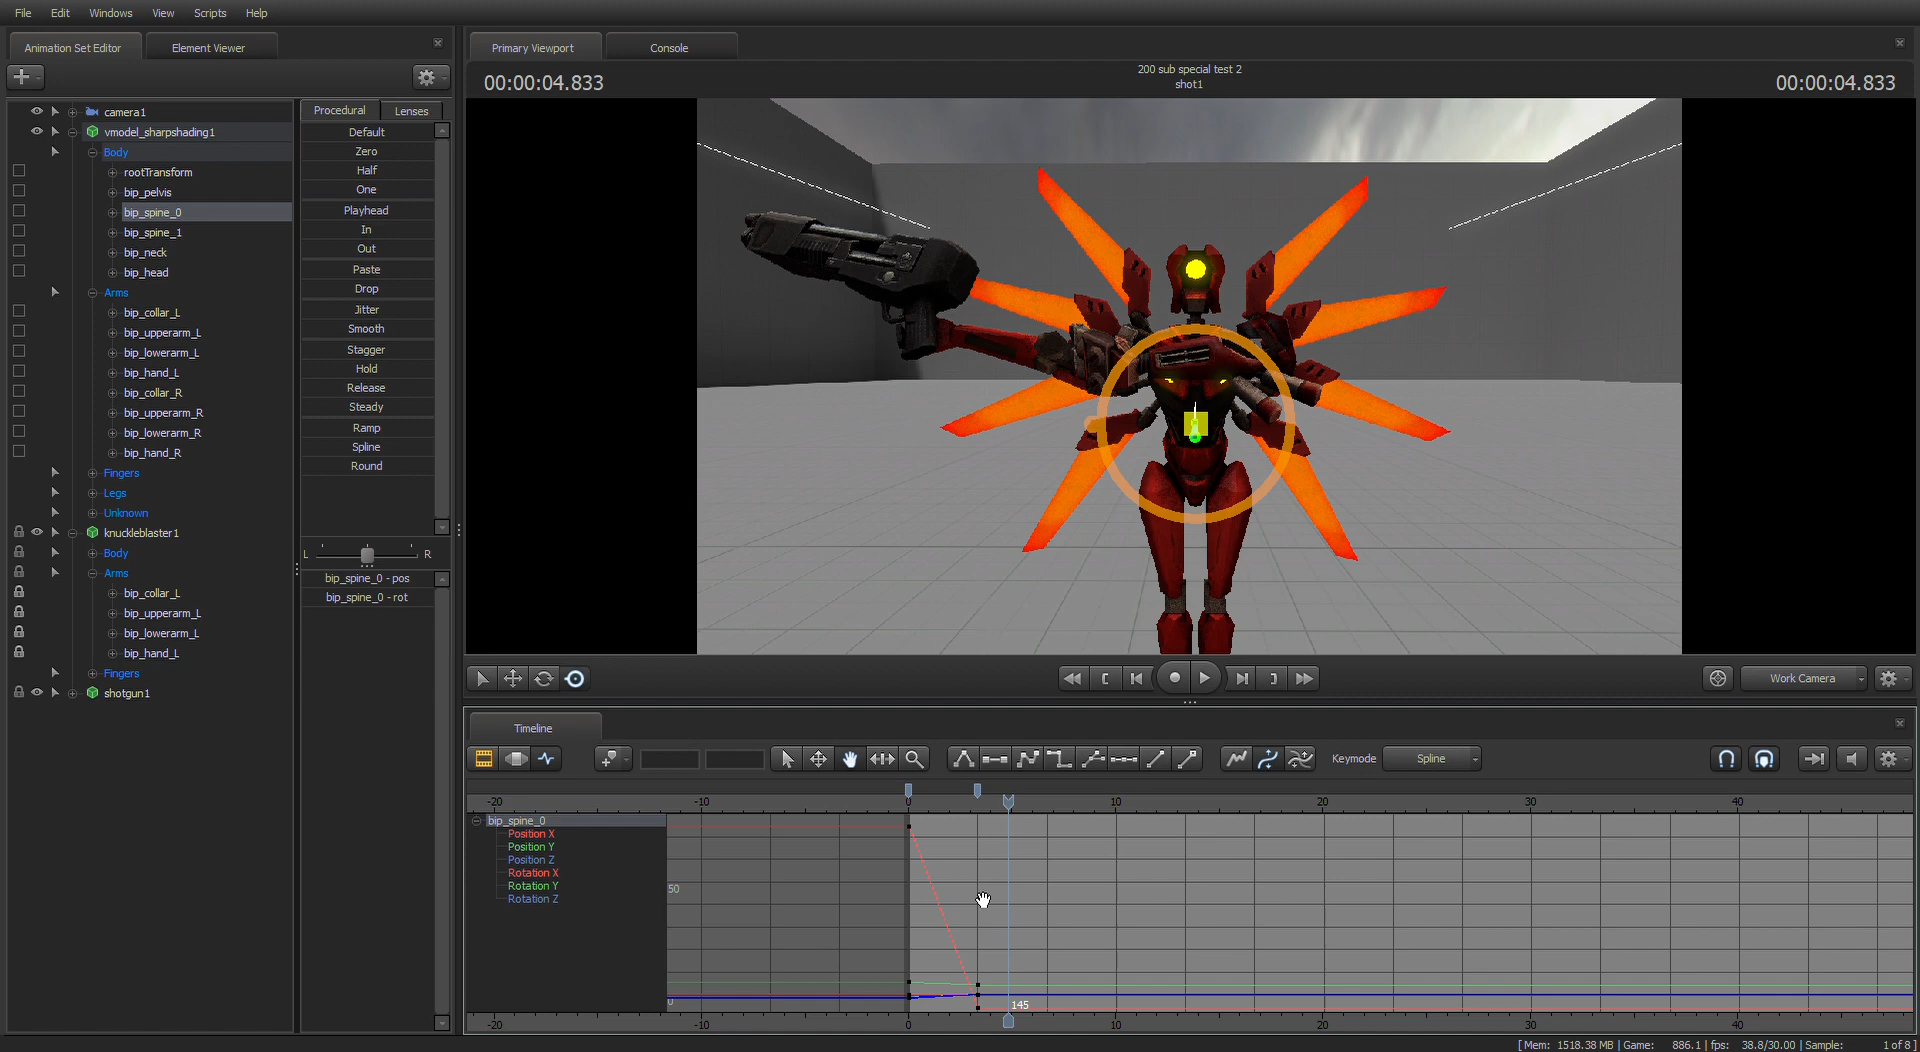 File Edit Windows View Scripts Help
Animation Set Editor Element Viewer
Primary Viewport Console
00:00:04.833
200 sub special test 2
shot1
00:00:04.833
camera1
vmodel_sharpshading1
Body
rootTransform
bip_pelvis
bip_spine_0
bip_spine_1
bip_neck
bip_head
Arms
bip_collar_L
bip_upperarm_L
bip_lowerarm_L
bip_hand_L
bip_collar_R
bip_upperarm_R
bip_lowerarm_R
bip_hand_R
Fingers
Legs
Unknown
knuckleblaster1
Body
Arms
bip_collar_L
bip_upperarm_L
bip_lowerarm_L
bip_hand_L
Fingers
shotgun1
Procedural Lenses
Default
Zero
Half
One
Playhead
In
Out
Paste
Drop
Jitter
Smooth
Stagger
Hold
Release
Steady
Ramp
Spline
Round
L R
bip_spine_0 - pos
bip_spine_0 - rot
Work Camera
Timeline
Keymode Spline
-20 -10 0 10 20 30 40
bip_spine_0
Position X
Position Y
Position Z
Rotation X
Rotation Y
Rotation Z
50
0
145
-20 -10 0 10 20 30 40
[ Mem: 1518.38 MB | Game: 886.1 | fps: 38.8/30.00 | Sample: 1 of 8 ]